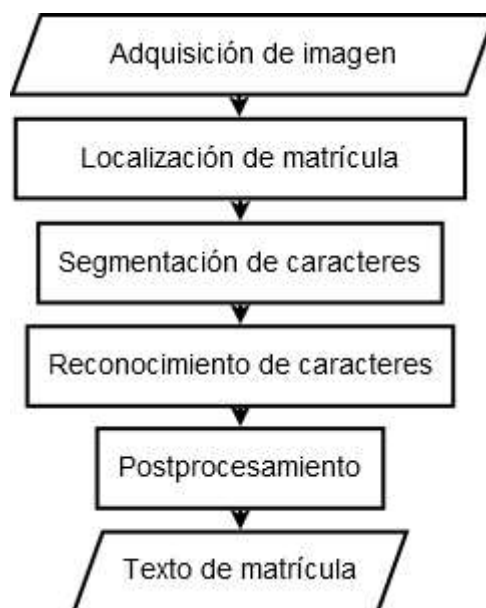 Adquisición de imagen
Localización de matrícula
Segmentación de caracteres
Reconocimiento de caracteres
Postprocesamiento
Texto de matrícula